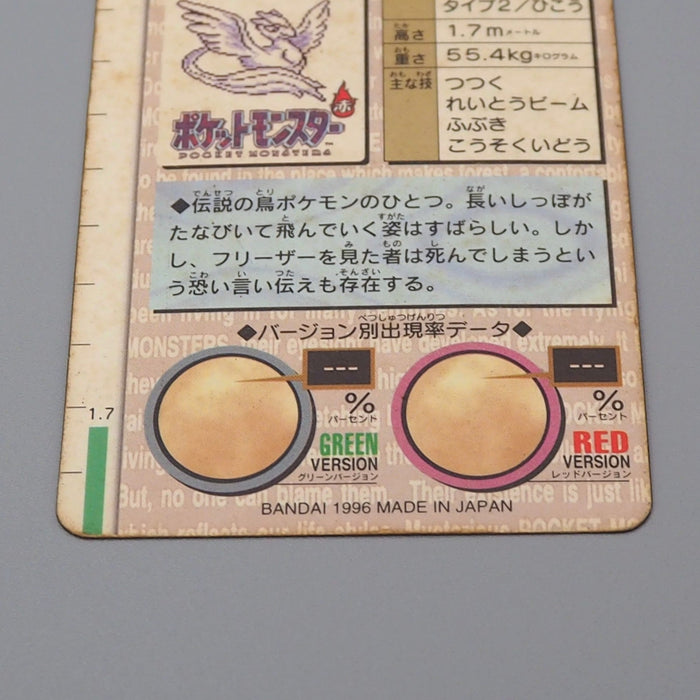 タイプ2/ひこう
高さ 1.7mメートル
重さ 55.4kgキログラム
主な技 つつく
れいとうビーム
ふぶき
こうそくいどう
赤
ポケットモンスター
POCKET MONSTERS
◆伝説の鳥ポケモンのひとつ。長いしっぽが
たなびいて飛んでいく姿はすばらしい。しか
し、フリーザーを見た者は死んでしまうとい
う恐い言い伝えも存在する。
◆バージョン別出現率データ◆
---
%
パーセント
GREEN
VERSION
グリーンバージョン
---
%
パーセント
RED
VERSION
レッドバージョン
1.7
BANDAI 1996 MADE IN JAPAN